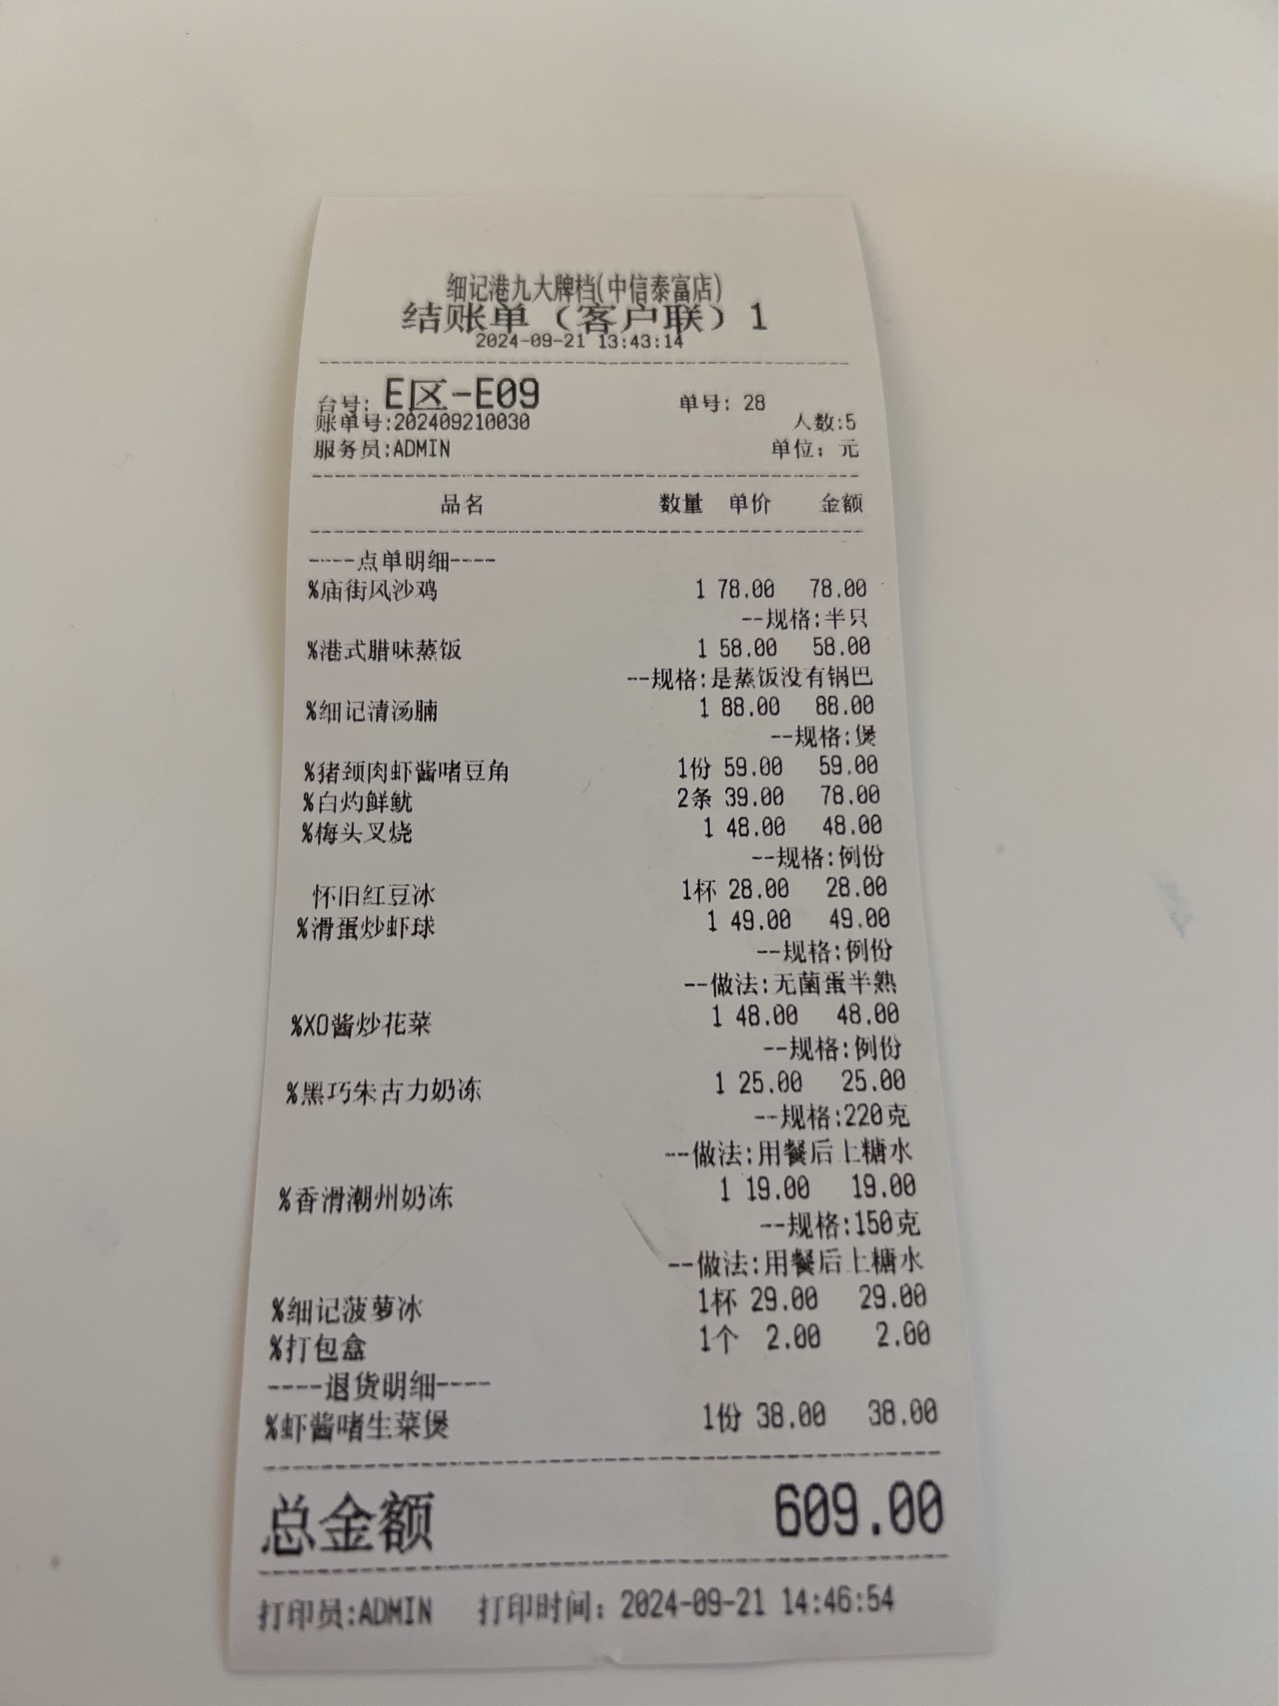 细记港九大牌档(中信泰富店)
结账单（客户联）1
2024-09-21 13:43:14
台号: E区-E09 单号: 28
账单号:202409210030 人数:5
服务员:ADMIN 单位: 元
品名 数量 单价 金额
----点单明细----
%庙街风沙鸡 1 78.00 78.00
--规格:半只
%港式腊味蒸饭 1 58.00 58.00
--规格:是蒸饭没有锅巴
%细记清汤腩 1 88.00 88.00
--规格:煲
%猪颈肉虾酱啫豆角 1份 59.00 59.00
%白灼鲜鱿 2条 39.00 78.00
%梅头叉烧 1 48.00 48.00
--规格:例份
怀旧红豆冰 1杯 28.00 28.00
%滑蛋炒虾球 1 49.00 49.00
--规格:例份
--做法:无菌蛋半熟
%XO酱炒花菜 1 48.00 48.00
--规格:例份
%黑巧朱古力奶冻 1 25.00 25.00
--规格:220克
--做法:用餐后上糖水
%香滑潮州奶冻 1 19.00 19.00
--规格:150克
--做法:用餐后上糖水
%细记菠萝冰 1杯 29.00 29.00
%打包盒 1个 2.00 2.00
----退货明细----
%虾酱啫生菜煲 1份 38.00 38.00
总金额 609.00
打印员:ADMIN 打印时间: 2024-09-21 14:46:54